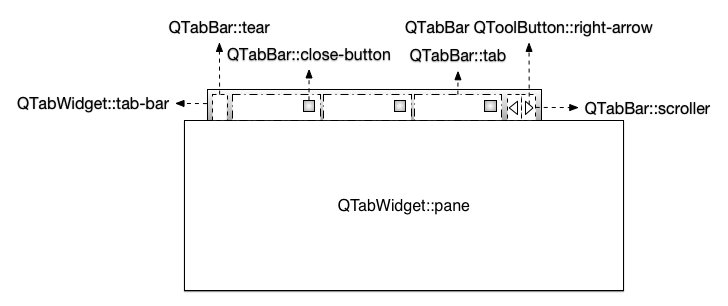 QTabBar::tear
QTabBar QToolButton::right-arrow
QTabBar::close-button
QTabBar::tab
QTabWidget::tab-bar
QTabBar::scroller
QTabWidget::pane